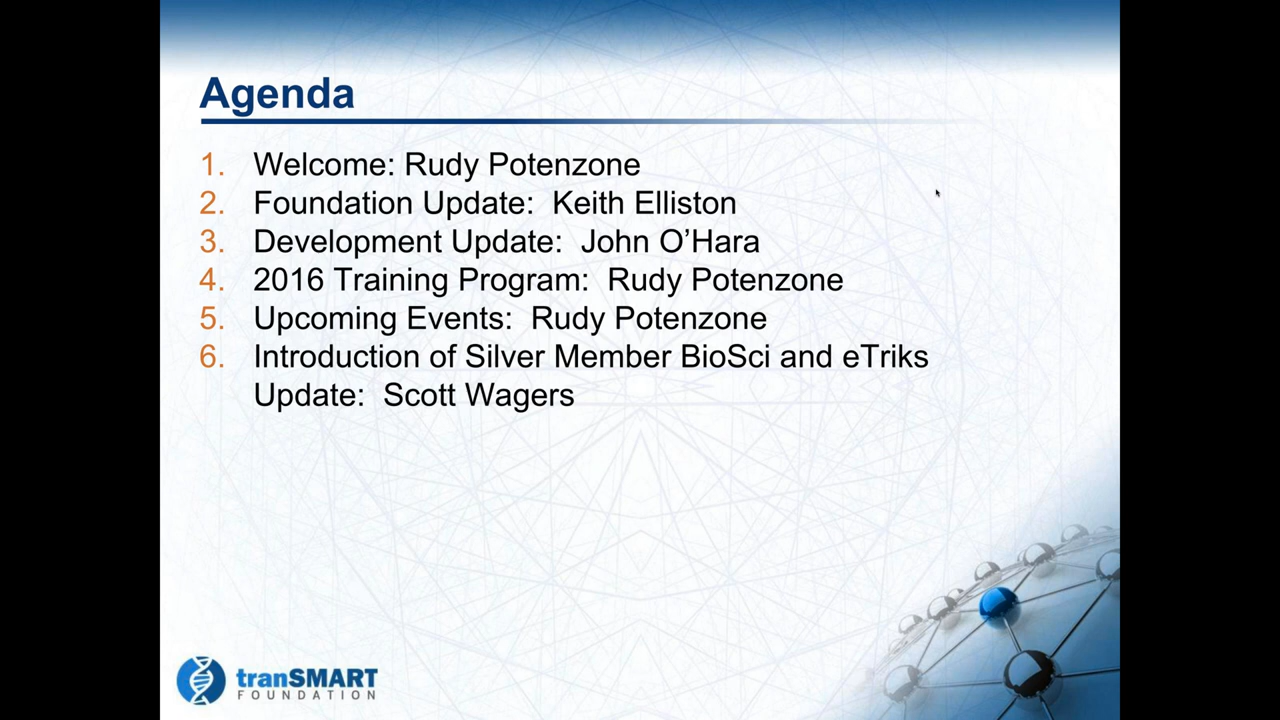 Agenda
1. Welcome: Rudy Potenzone
2. Foundation Update:  Keith Elliston
3. Development Update:  John O’Hara
4. 2016 Training Program:  Rudy Potenzone
5. Upcoming Events:  Rudy Potenzone
6. Introduction of Silver Member BioSci and eTriks
Update:  Scott Wagers
tranSMART
FOUNDATION